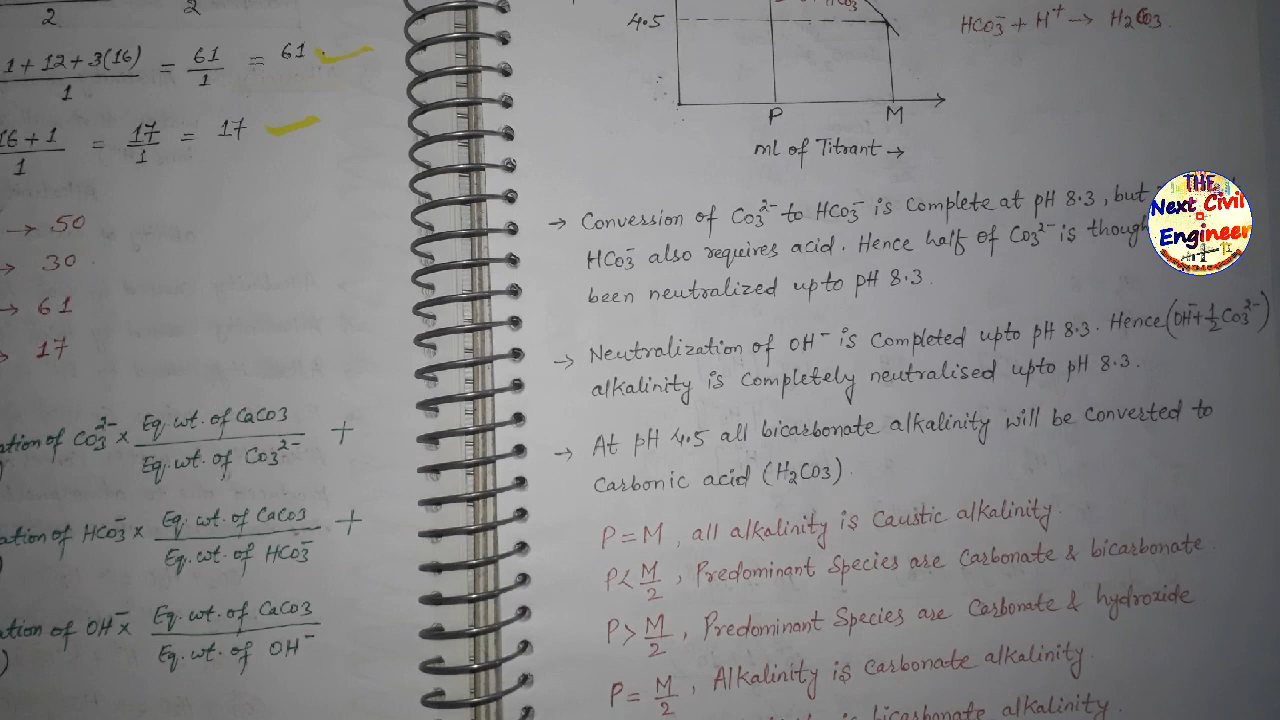 2
2
1 + 12 + 3(16) / 1 = 61 / 1 = 61
16 + 1 / 1 = 17 / 1 = 17
→ 50
→ 30
→ 61
→ 17
ation of CO3²⁻ × Eq. wt. of CaCO3 / Eq. wt. of CO3²⁻ +
ation of HCO3⁻ × Eq. wt. of CaCO3 / Eq. wt. of HCO3⁻ +
ation of OH⁻ × Eq. wt. of CaCO3 / Eq. wt. of OH⁻
4.5
HCO3
HCO3⁻ + H⁺ → H2CO3
P M
ml of Titrant →
→ Conversion of CO3²⁻ to HCO3⁻ is complete at pH 8.3, but
HCO3⁻ also requires acid. Hence half of CO3²⁻ is though
been neutralized upto pH 8.3.
→ Neutralization of OH⁻ is completed upto pH 8.3. Hence (OH⁻ + ½ CO3²⁻)
alkalinity is completely neutralised upto pH 8.3.
→ At pH 4.5 all bicarbonate alkalinity will be converted to
carbonic acid (H2CO3).
P = M, all alkalinity is caustic alkalinity.
P < M/2, Predominant Species are Carbonate & bicarbonate.
P > M/2, Predominant Species are Carbonate & hydroxide
P = M/2, Alkalinity is carbonate alkalinity.
is bicarbonate alkalinity.
THE
Next Civil
Engineer